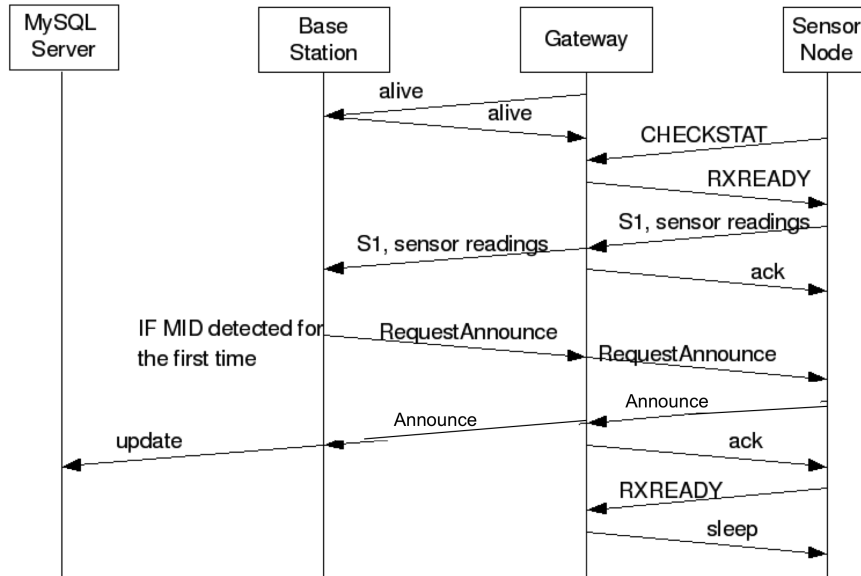 MySQL
Server
Base
Station
Gateway
Sensor
Node
alive
alive
CHECKSTAT
RXREADY
S1, sensor readings
S1, sensor readings
ack
IF MID detected for
the first time
RequestAnnounce
RequestAnnounce
Announce
Announce
update
ack
RXREADY
sleep